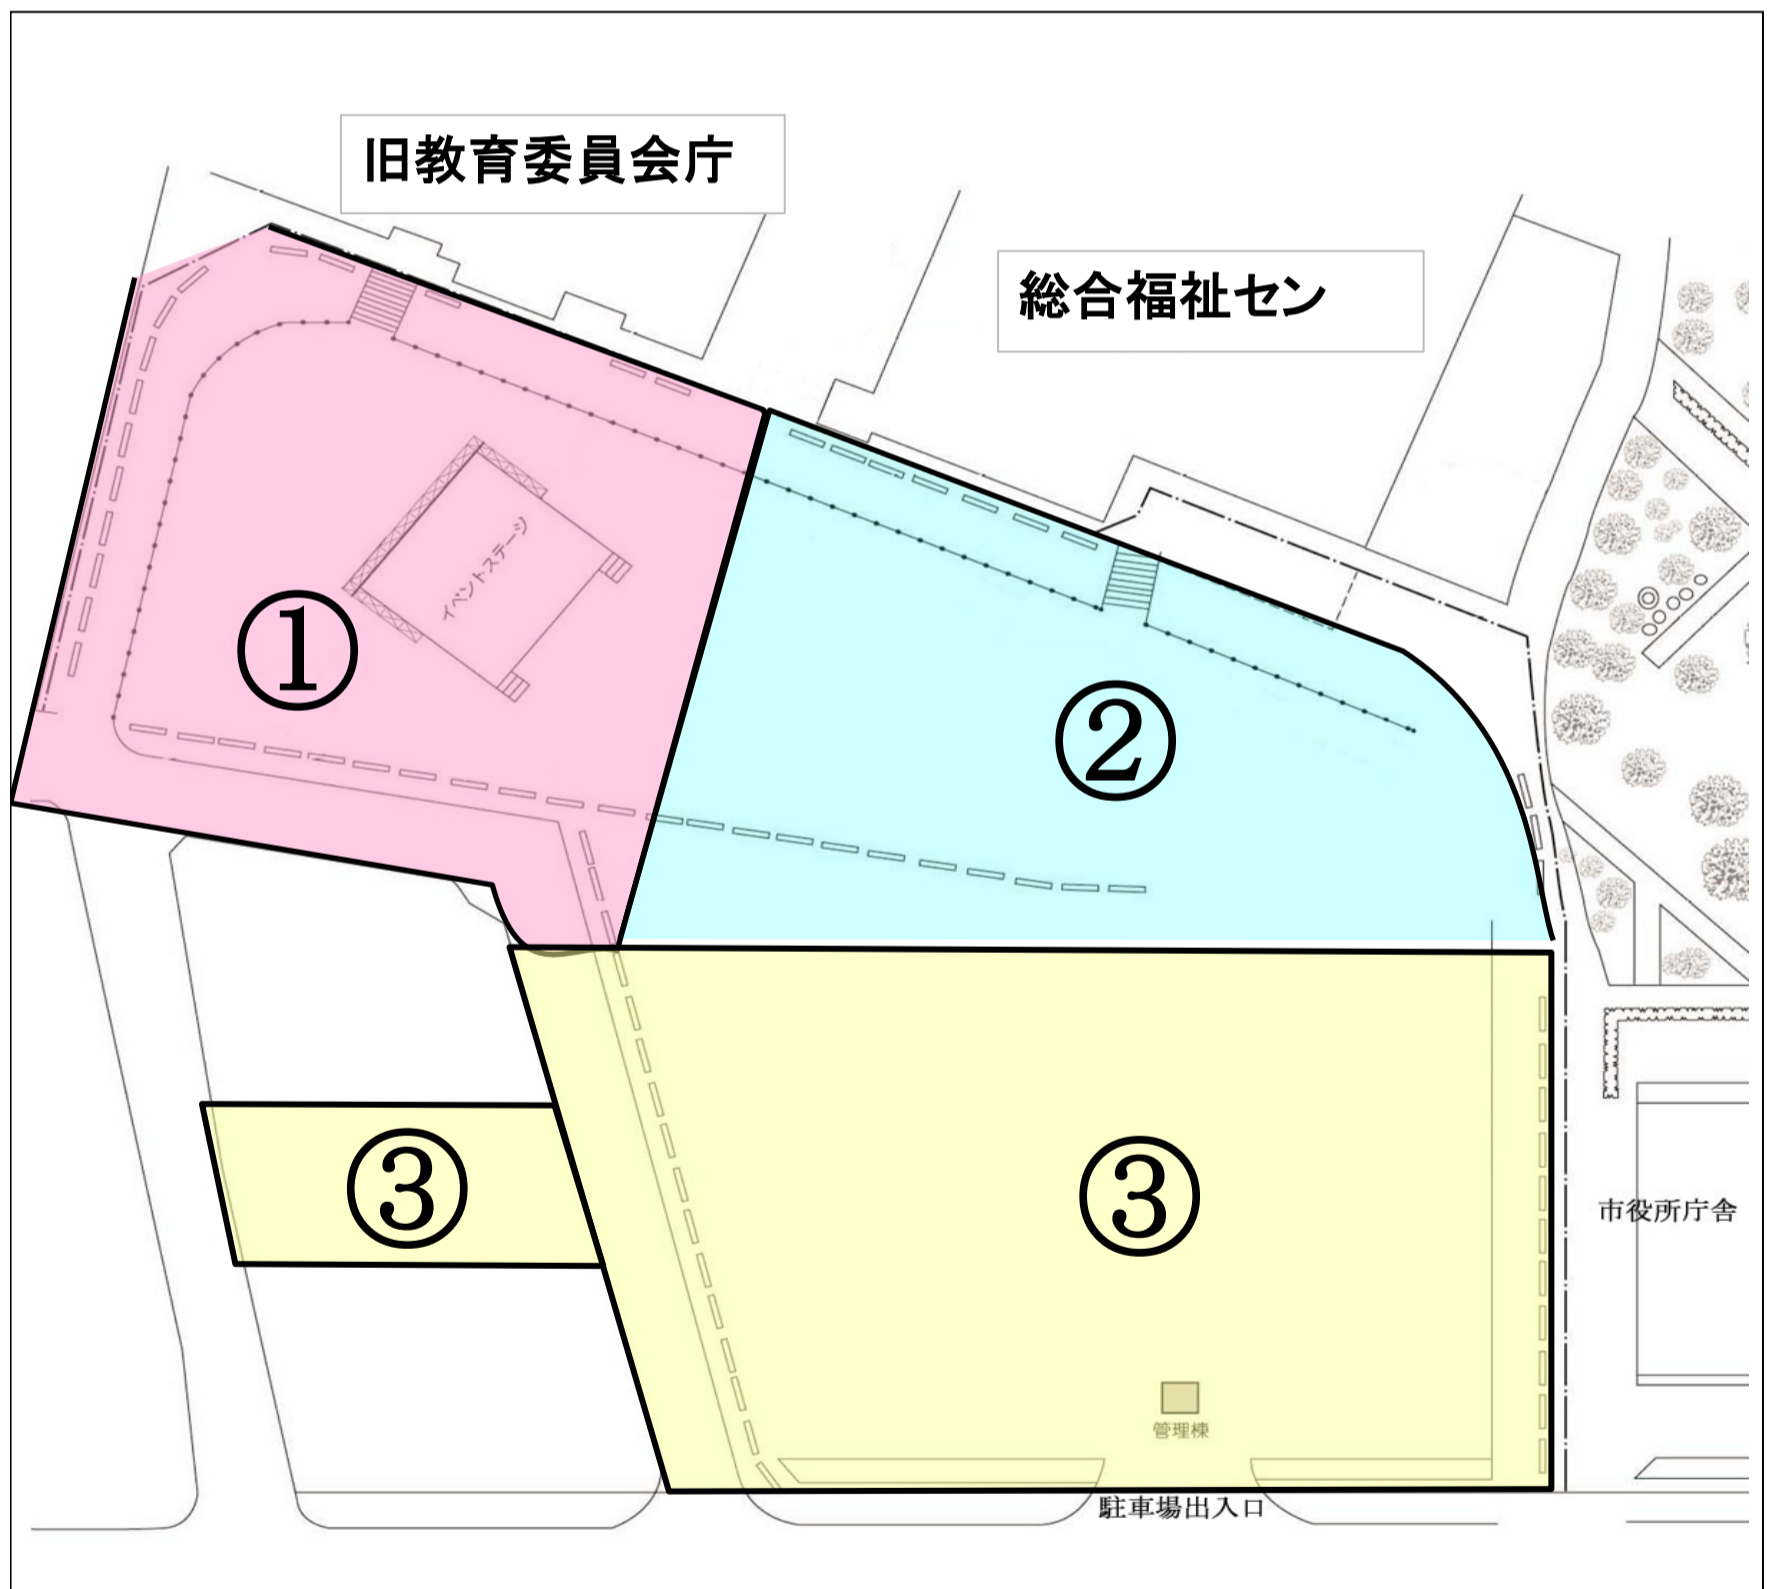 旧教育委員会庁
総合福祉セン
イベントステージ
①
②
③
③
市役所庁舎
管理棟
駐車場出入口